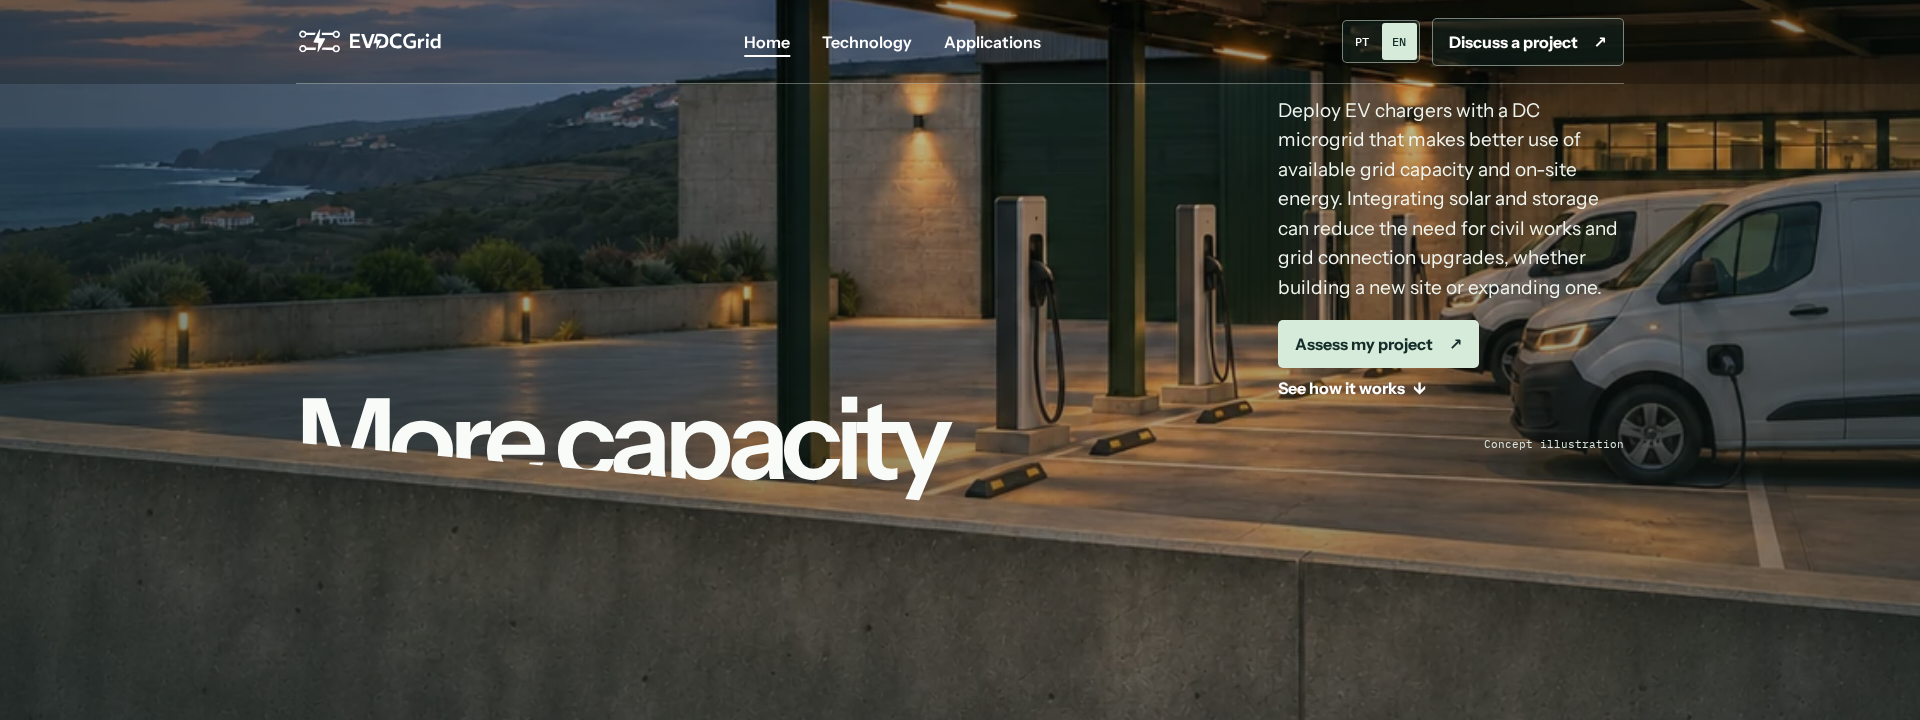 EVDCGrid
Home
Technology
Applications
PT
EN
Discuss a project ↗
Deploy EV chargers with a DC
microgrid that makes better use of
available grid capacity and on-site
energy. Integrating solar and storage
can reduce the need for civil works and
grid connection upgrades, whether
building a new site or expanding one.
Assess my project ↗
See how it works ↓
More capacity
Concept illustration